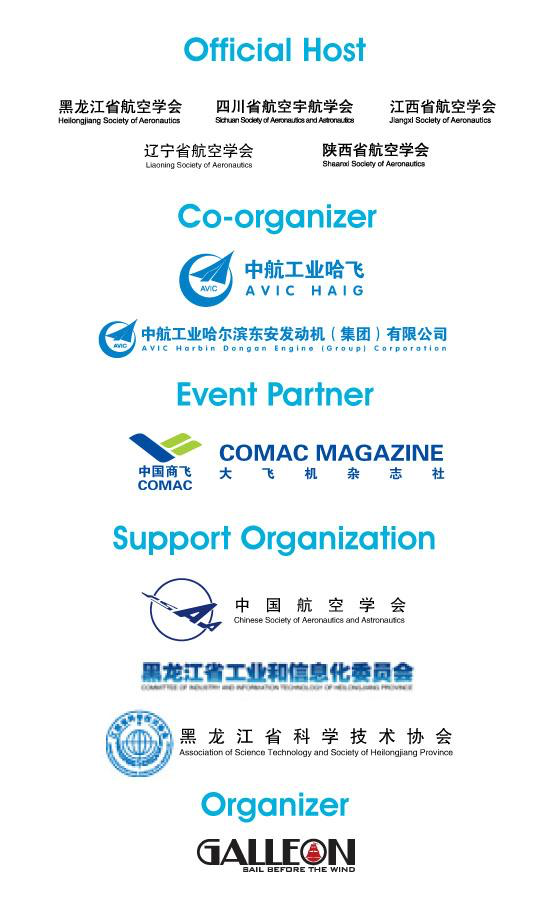 Official Host
黑龙江省航空学会 四川省航空宇航学会 江西省航空学会
Heilongjiang Society of Aeronautics Sichuan Society of Aeronautics and Astronautics Jiangxi Society of Aeronautics
辽宁省航空学会 陕西省航空学会
Liaoning Society of Aeronautics Shaanxi Society of Aeronautics
Co-organizer
AVIC 中航工业哈飞
AVIC HAIG
AVIC 中航工业哈尔滨东安发动机（集团）有限公司
AVIC Harbin Dongan Engine (Group) Corporation
Event Partner
中国商飞
COMAC
COMAC MAGAZINE
大飞机杂志社
Support Organization
中国航空学会
Chinese Society of Aeronautics and Astronautics
黑龙江省工业和信息化委员会
COMMITTEE OF INDUSTRY AND INFORMATION TECHNOLOGY OF HEILONGJIANG PROVINCE
黑龙江省科学技术协会
Association of Science Technology and Society of Heilongjiang Province
Organizer
GALLEON
SAIL BEFORE THE WIND